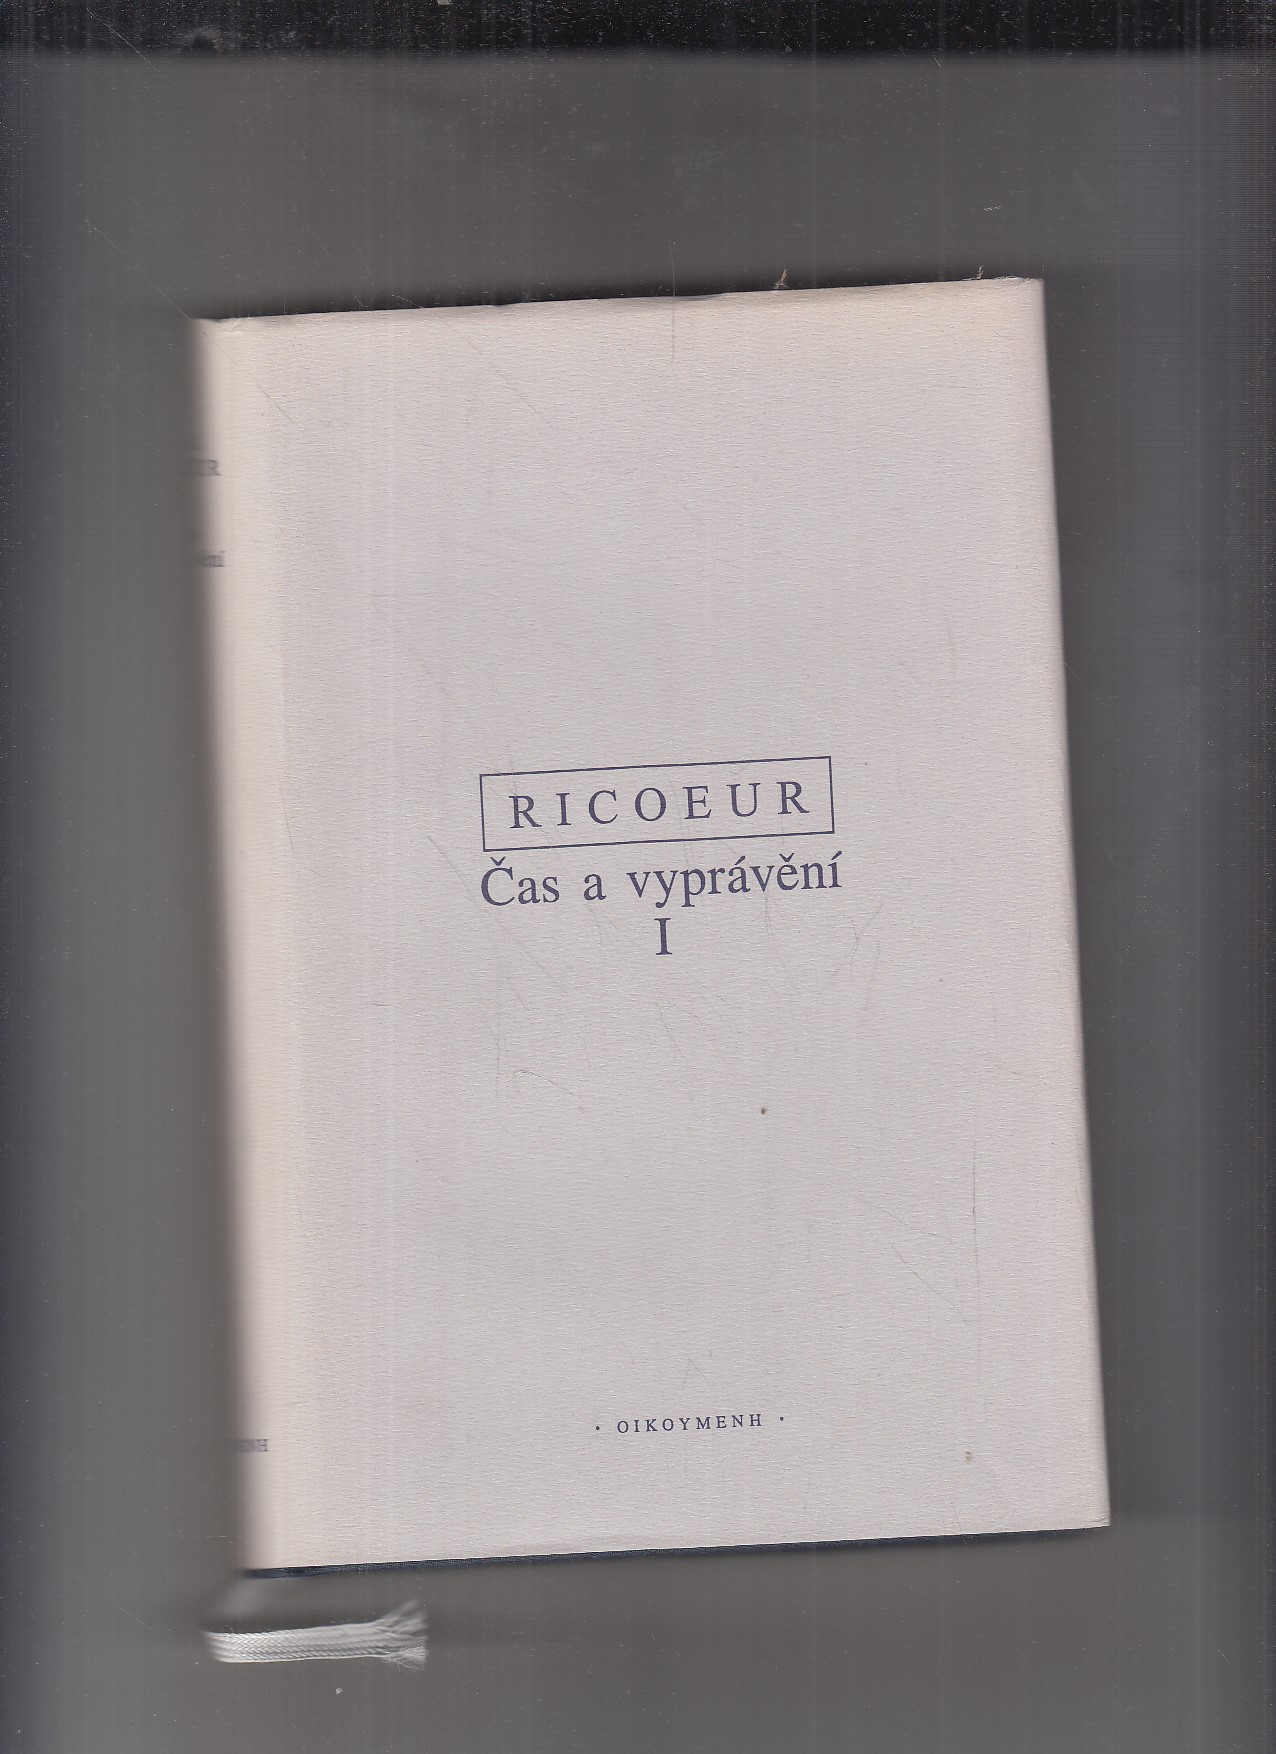 RICOEUR
Čas a vyprávění
I
· OIKOYMENH ·